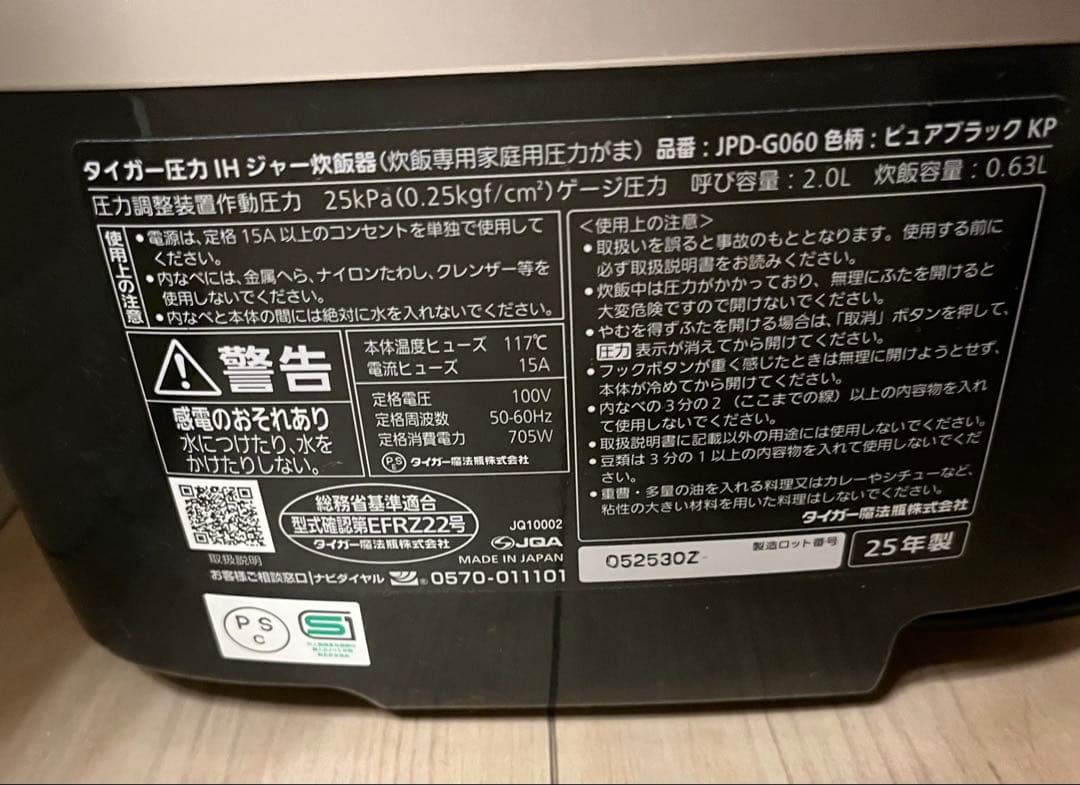 タイガー圧力IHジャー炊飯器(炊飯専用家庭用圧力がま) 品番:JPD-G060 色柄:ピュアブラックKP
圧力調整装置作動圧力 25kPa(0.25kgf/cm²)ゲージ圧力 呼び容量:2.0L 炊飯容量:0.63L
使用上の注意
•電源は、定格15A以上のコンセントを単独で使用して
ください。
•内なべには、金属へら、ナイロンたわし、クレンザー等を
使用しないでください。
•内なべと本体の間には絶対に水を入れないでください。
警告
感電のおそれあり
水につけたり、水を
かけたりしない。
本体温度ヒューズ 117℃
電流ヒューズ 15A
定格電圧 100V
定格周波数 50-60Hz
定格消費電力 705W
PSE タイガー魔法瓶株式会社
取扱説明
総務省基準適合
型式確認第EFRZ22号
タイガー魔法瓶株式会社
JQ10002
JQA
MADE IN JAPAN
お客様ご相談窓口|ナビダイヤル ® 0570-011101
<使用上の注意>
•取扱いを誤ると事故のもととなります。使用する前に
必ず取扱説明書をお読みください。
•炊飯中は圧力がかかっており、無理にふたを開けると
大変危険ですので開けないでください。
•やむを得ずふたを開ける場合は、「取消」ボタンを押して、
圧力 表示が消えてから開けてください。
•フックボタンが重く感じたときは無理に開けようとせず、
本体が冷めてから開けてください。
•内なべの3分の2(ここまでの線)以上の内容物を入れ
て使用しないでください。
•取扱説明書に記載以外の用途には使用しないでください。
•豆類は3分の1以上の内容物を入れて使用しないでくだ
さい。
•重曹・多量の油を入れる料理又はカレーやシチューなど、
粘性の大きい材料を用いた料理はしないでください。
タイガー魔法瓶株式会社
052530Z 製造ロット番号
25年製
PSC
S1